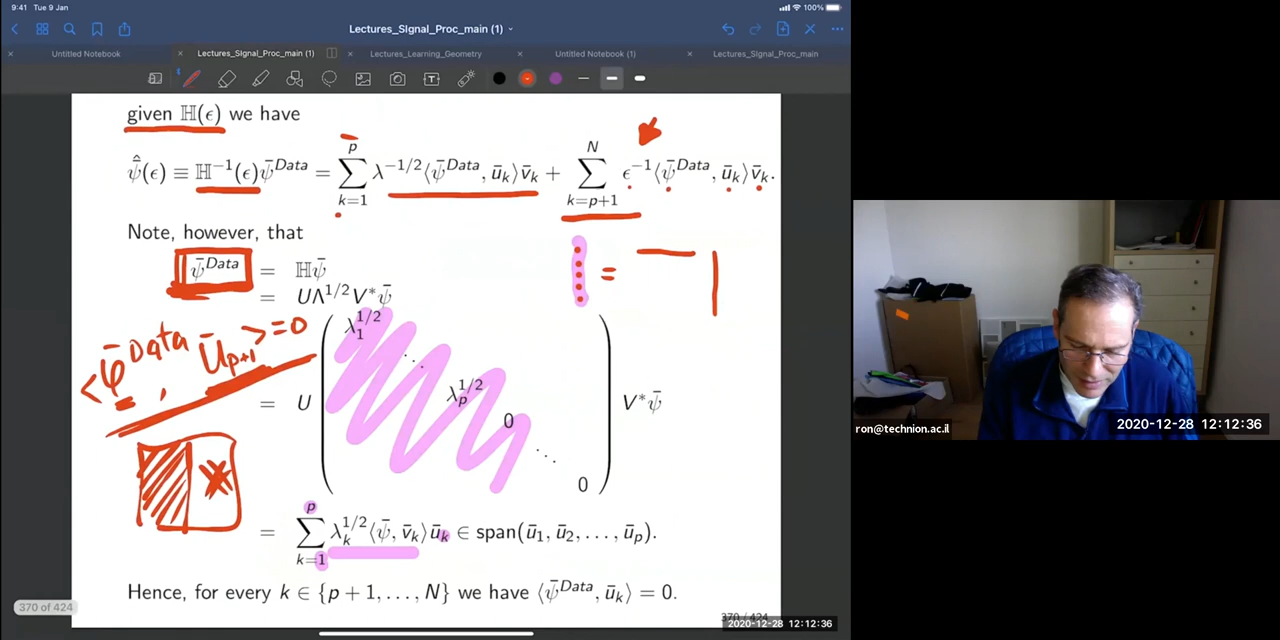 9:41 Tue 9 Jan
100%
Lectures_SIgnal_Proc_main (1)
Untitled Notebook
Lectures_SIgnal_Proc_main (1)
Lectures_Learning_Geometry
Untitled Notebook (1)
Lectures_SIgnal_Proc_main
given ℍ(ϵ) we have
ψ̂̄(ϵ) ≡ ℍ⁻¹(ϵ)ψ̄^Data = ∑_{k=1}^{p} λ^{-1/2}⟨ψ̄^Data, ū_k⟩v̄_k + ∑_{k=p+1}^{N} ϵ^{-1}⟨ψ̄^Data, ū_k⟩v̄_k.
Note, however, that
ψ̄^Data = ℍψ̄
= UΛ^{1/2}V*ψ̄
<φ̄^Data, ū_{p+1}> = 0
= U ( λ_1^{1/2} ⋱ λ_p^{1/2} 0 ⋱ 0 ) V*ψ̄
= ∑_{k=1}^{p} λ_k^{1/2}⟨ψ̄, v̄_k⟩ū_k ∈ span(ū_1, ū_2, . . . , ū_p).
Hence, for every k ∈ {p + 1, . . . , N} we have ⟨ψ̄^Data, ū_k⟩ = 0.
370 of 424
2020-12-28 12:12:36
ron@technion.ac.il
2020-12-28 12:12:36